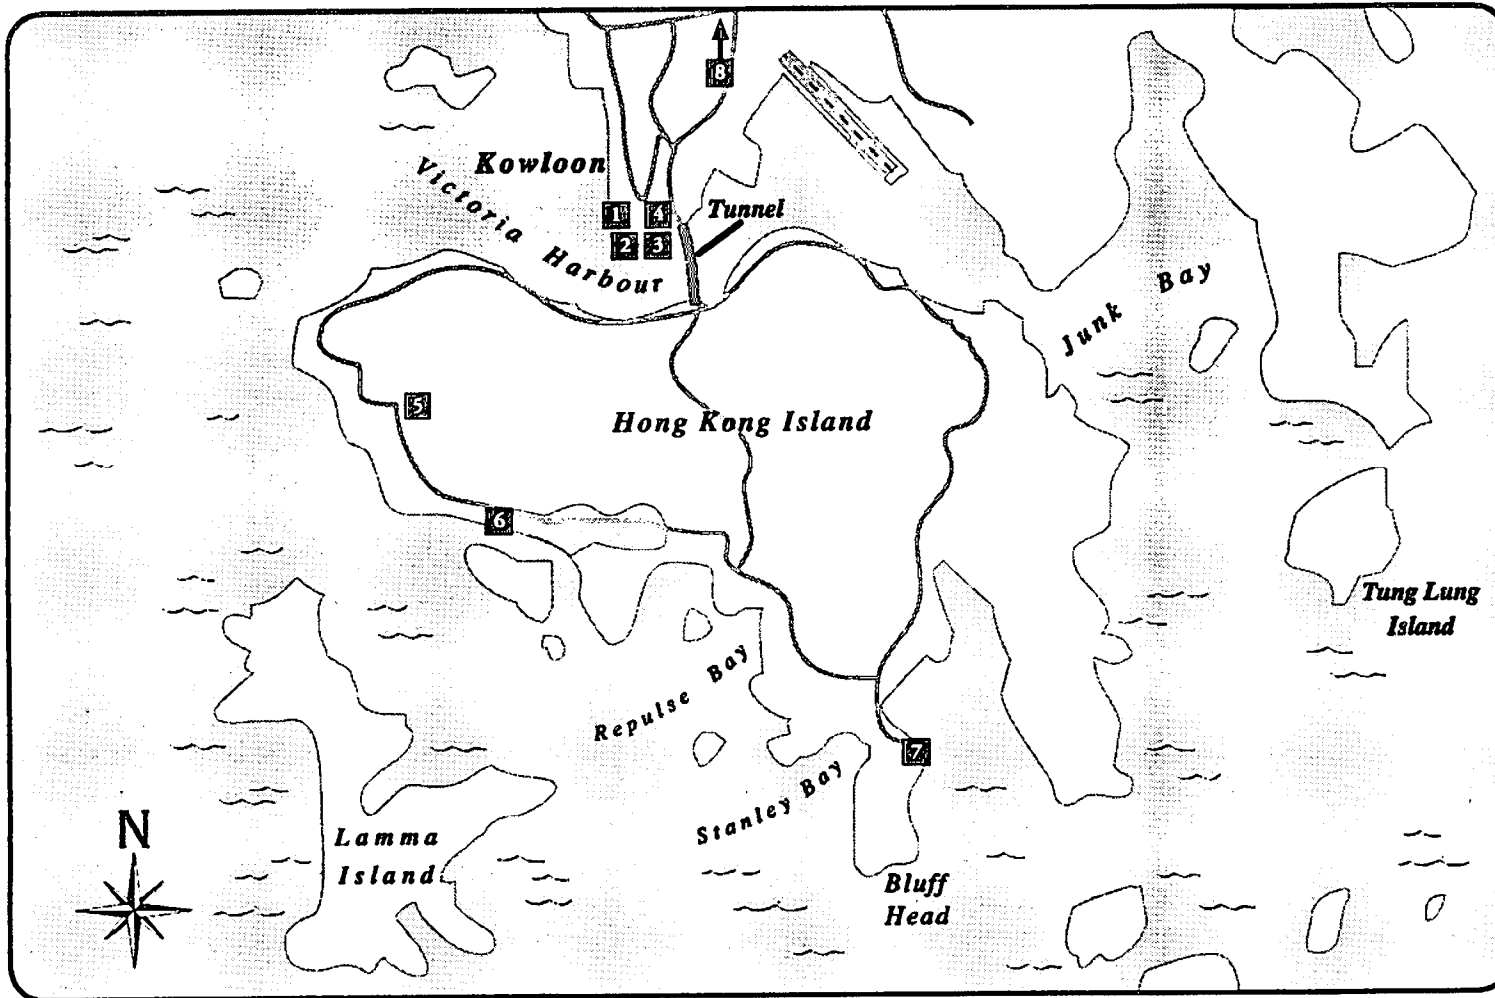 8
Kowloon
Victoria Harbour
1
4
Tunnel
2
3
Junk Bay
5
Hong Kong Island
6
Tung Lung
Island
Repulse Bay
7
Stanley Bay
N
Lamma
Island
Bluff
Head